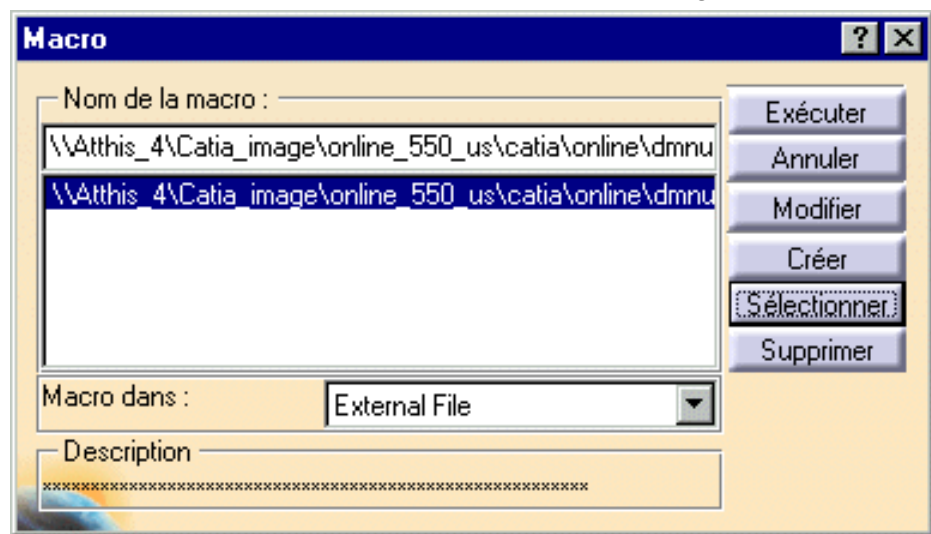 Macro
Nom de la macro :
\\Atthis_4\Catia_image\online_550_us\catia\online\dmnu
\\Atthis_4\Catia_image\online_550_us\catia\online\dmnu
Exécuter
Annuler
Modifier
Créer
Sélectionner
Supprimer
Macro dans :
External File
Description